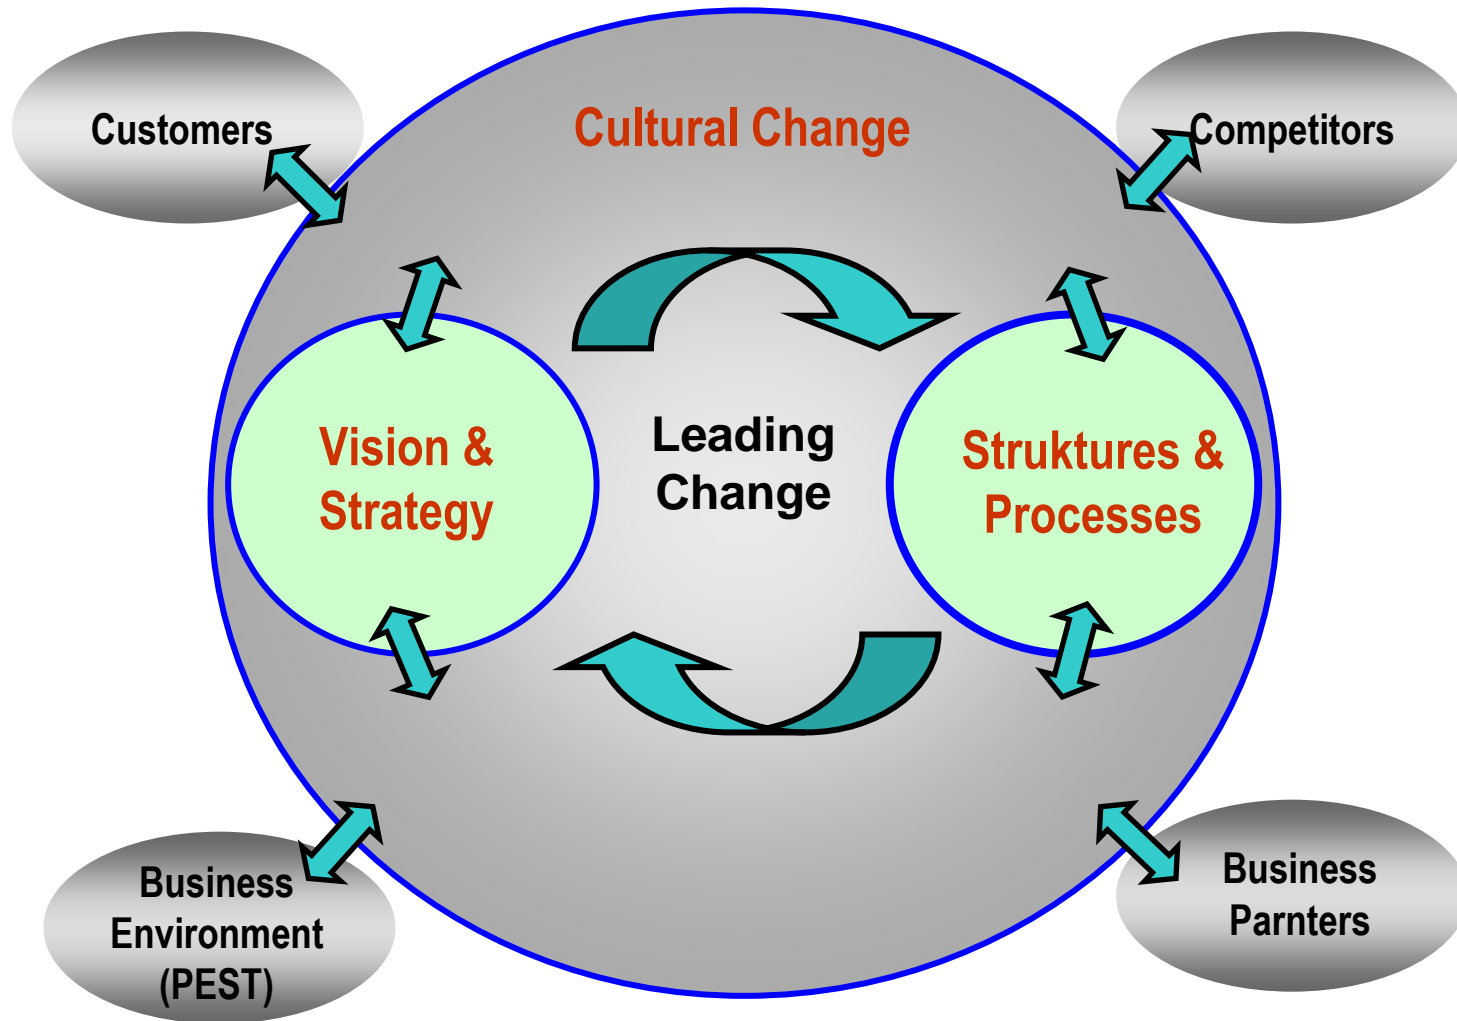 Customers
Cultural Change
Competitors
Vision &
Strategy
Leading
Change
Struktures &
Processes
Business
Environment
(PEST)
Business
Parnters